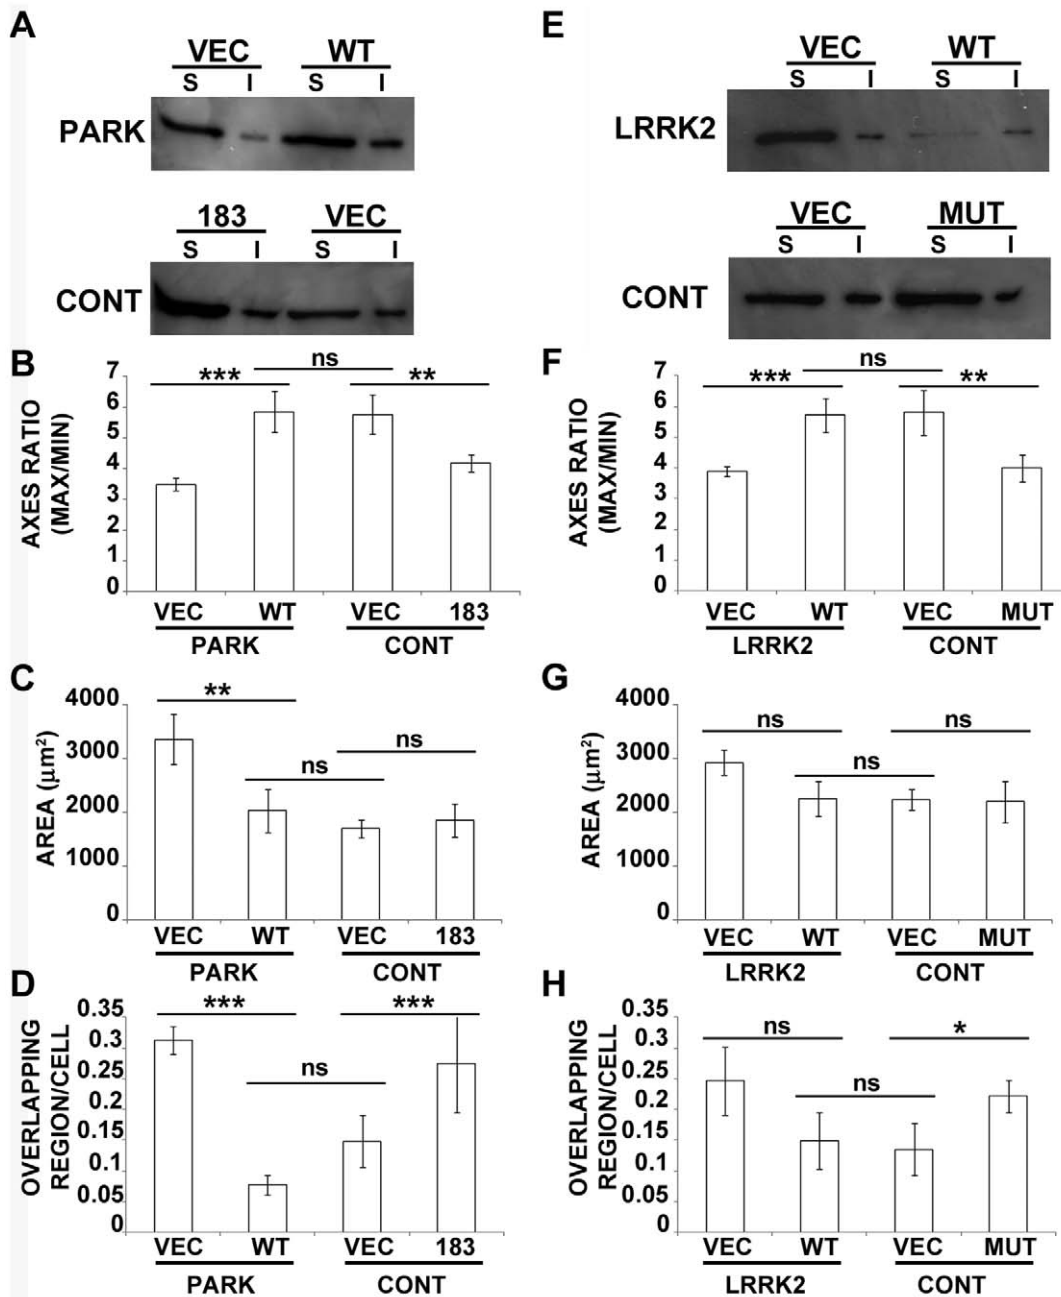 A
VEC WT
S I S I
PARK
183 VEC
S I S I
CONT
B
AXES RATIO
(MAX/MIN)
7
6
5
4
3
2
1
0
*** ns **
VEC WT VEC 183
PARK CONT
C
AREA (μm²)
4000
3000
2000
1000
0
** ns ns
VEC WT VEC 183
PARK CONT
D
OVERLAPPING
REGION/CELL
0.35
0.3
0.25
0.2
0.15
0.1
0.05
0
*** ns ***
VEC WT VEC 183
PARK CONT
E
VEC WT
S I S I
LRRK2
VEC MUT
S I S I
CONT
F
AXES RATIO
(MAX/MIN)
7
6
5
4
3
2
1
0
*** ns **
VEC WT VEC MUT
LRRK2 CONT
G
AREA (μm²)
4000
3000
2000
1000
0
ns ns ns
VEC WT VEC MUT
LRRK2 CONT
H
OVERLAPPING
REGION/CELL
0.35
0.3
0.25
0.2
0.15
0.1
0.05
0
ns ns *
VEC WT VEC MUT
LRRK2 CONT